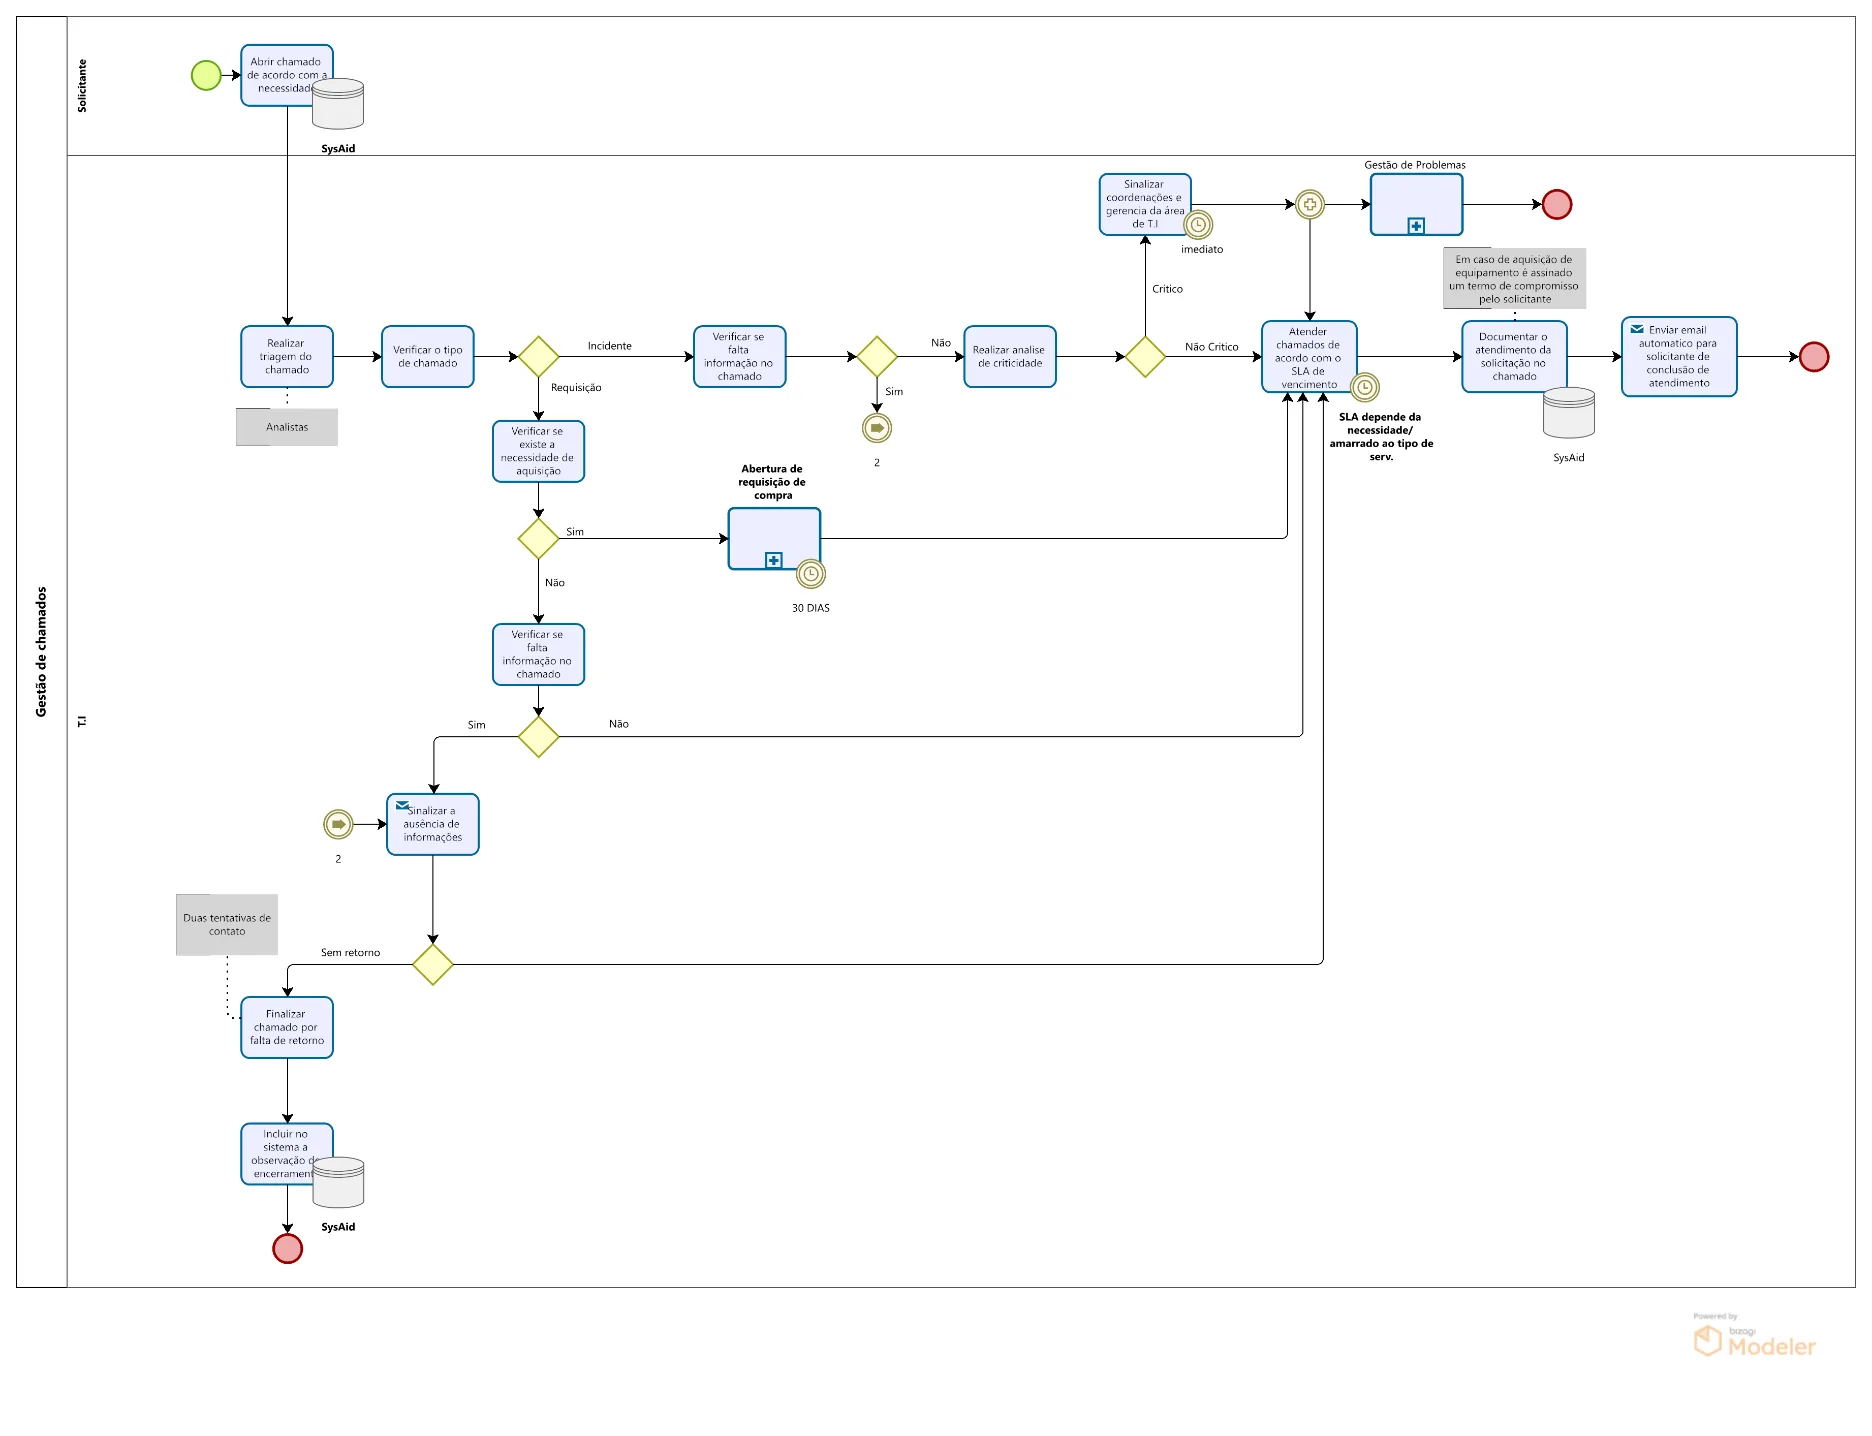 Gestão de chamados
Solicitante
Abrir chamado
de acordo com a
necessidade
SysAid
T.I
Realizar
triagem do
chamado
Analistas
Verificar o tipo
de chamado
Incidente
Requisição
Verificar se
falta
informação no
chamado
Não
Sim
2
Realizar analise
de criticidade
Critico
Não Critico
Sinalizar
coordenações e
gerencia da área
de T.I
imediato
Gestão de Problemas
Atender
chamados de
acordo com o
SLA de
vencimento
SLA depende da
necessidade/
amarrado ao tipo de
serv.
Em caso de aquisição de
equipamento é assinado
um termo de compromisso
pelo solicitante
Documentar o
atendimento da
solicitação no
chamado
SysAid
Enviar email
automatico para
solicitante de
conclusão de
atendimento
Verificar se
existe a
necessidade de
aquisição
Sim
Não
Abertura de
requisição de
compra
30 DIAS
Verificar se
falta
informação no
chamado
Sim
Não
2
Sinalizar a
ausência de
informações
Sem retorno
Duas tentativas de
contato
Finalizar
chamado por
falta de retorno
Incluir no
sistema a
observação de
encerramento
SysAid
Powered by
bizagi
Modeler